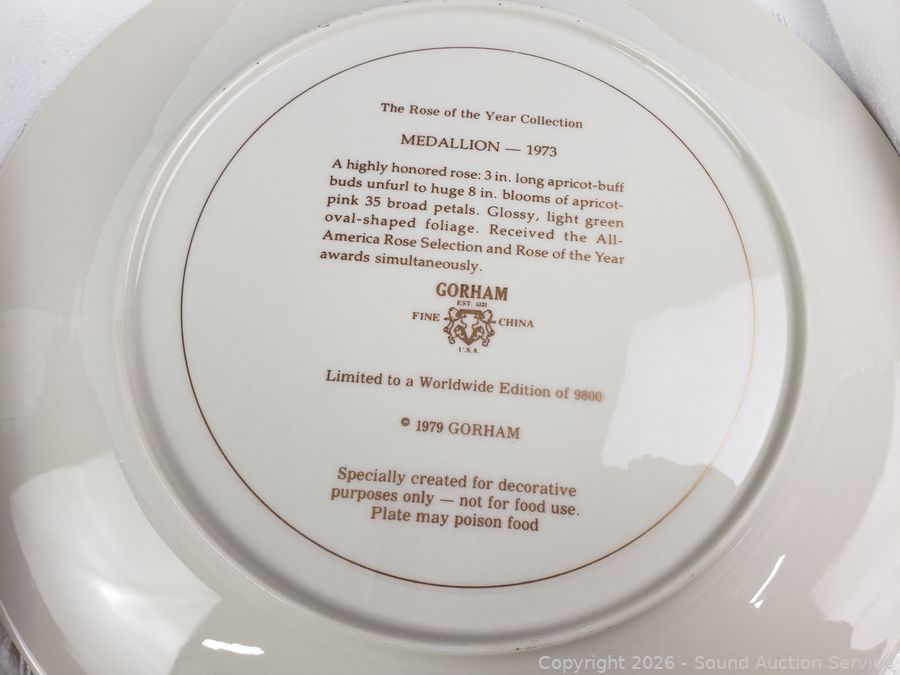 The Rose of the Year Collection
MEDALLION — 1973
A highly honored rose: 3 in. long apricot-buff
buds unfurl to huge 8 in. blooms of apricot-
pink 35 broad petals. Glossy, light green
oval-shaped foliage. Received the All-
America Rose Selection and Rose of the Year
awards simultaneously.
GORHAM
EST. 1831
FINE CHINA
U.S.A.
Limited to a Worldwide Edition of 9800
© 1979 GORHAM
Specially created for decorative
purposes only — not for food use.
Plate may poison food
Copyright 2026 - Sound Auction Service